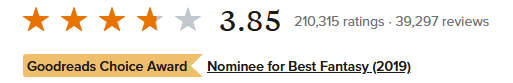 3.85 210,315 ratings · 39,297 reviews
Goodreads Choice Award Nominee for Best Fantasy (2019)